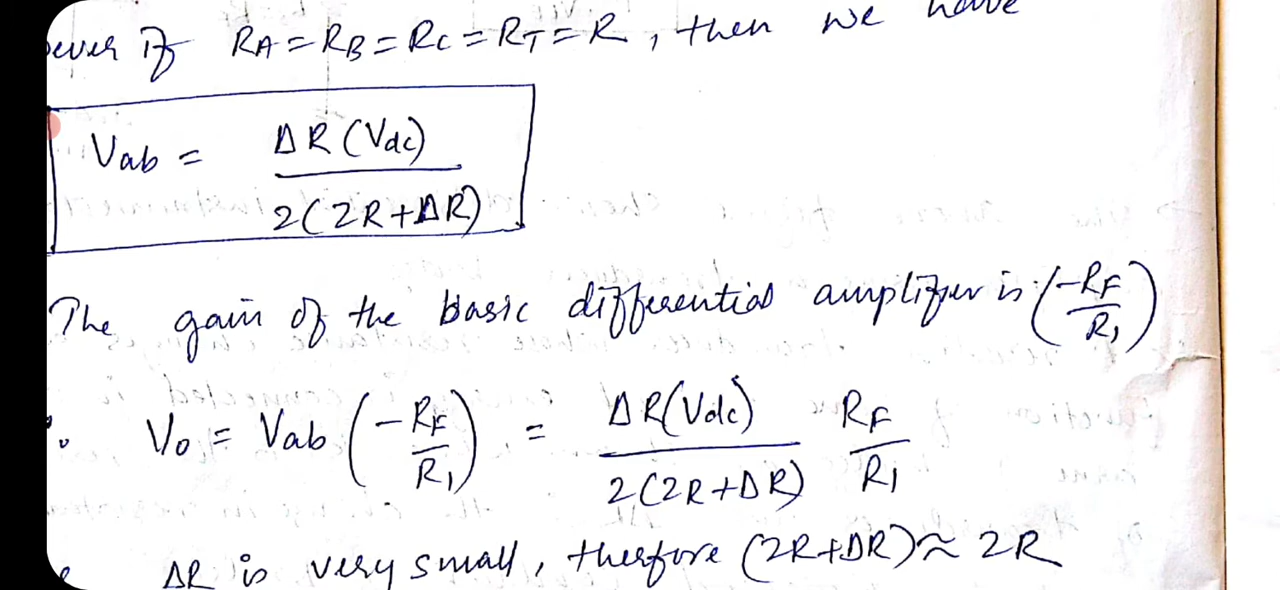 ever if RA = RB = RC = RT = R, then we have
Vab = ΔR (Vdc) / 2(2R+ΔR)
The gain of the basic differential amplifier is (-RF/R1)
Vo = Vab (-RF/R1) = ΔR(Vdc) / 2(2R+ΔR) RF/R1
ΔR is very small, therefore (2R+ΔR) ≈ 2R